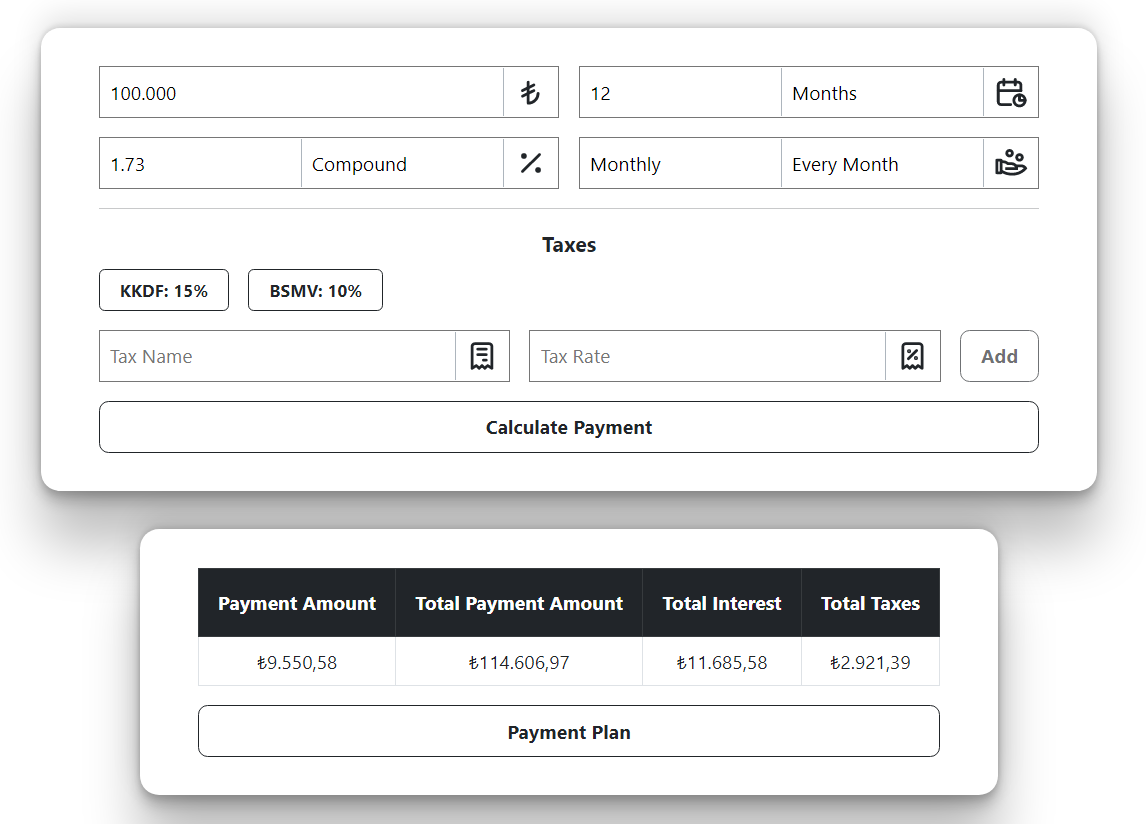 100.000 ₺ 12 Months
1.73 Compound % Monthly Every Month
Taxes
KKDF: 15% BSMV: 10%
Tax Name Tax Rate Add
Calculate Payment
Payment Amount Total Payment Amount Total Interest Total Taxes
₺9.550,58 ₺114.606,97 ₺11.685,58 ₺2.921,39
Payment Plan